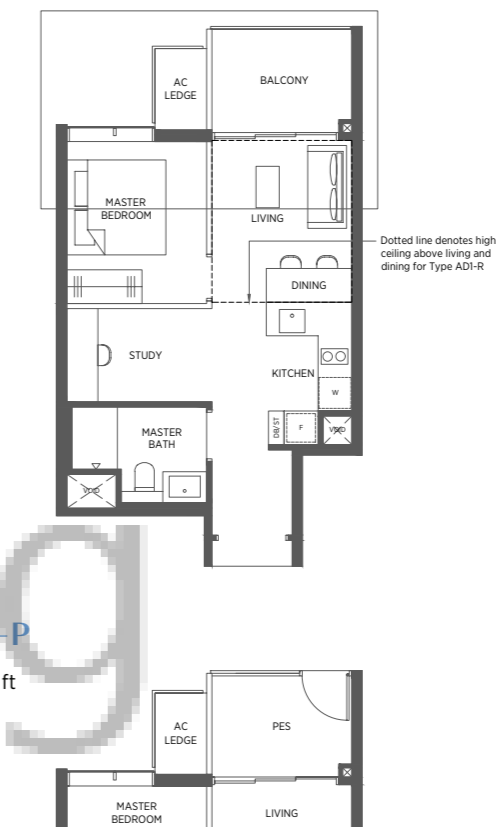 AC
LEDGE
BALCONY
MASTER
BEDROOM
LIVING
Dotted line denotes high
ceiling above living and
dining for Type AD1-R
DINING
STUDY
KITCHEN
W
DB/ST
F
VOID
MASTER
BATH
VOID
g
-P
ft
AC
LEDGE
PES
MASTER
BEDROOM
LIVING